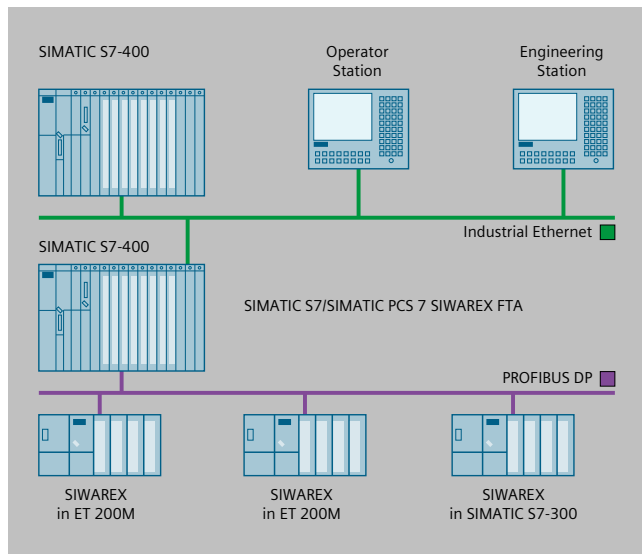 SIMATIC S7-400
Operator
Station
Engineering
Station
Industrial Ethernet
SIMATIC S7-400
SIMATIC S7/SIMATIC PCS 7 SIWAREX FTA
PROFIBUS DP
SIWAREX
in ET 200M
SIWAREX
in ET 200M
SIWAREX
in SIMATIC S7-300